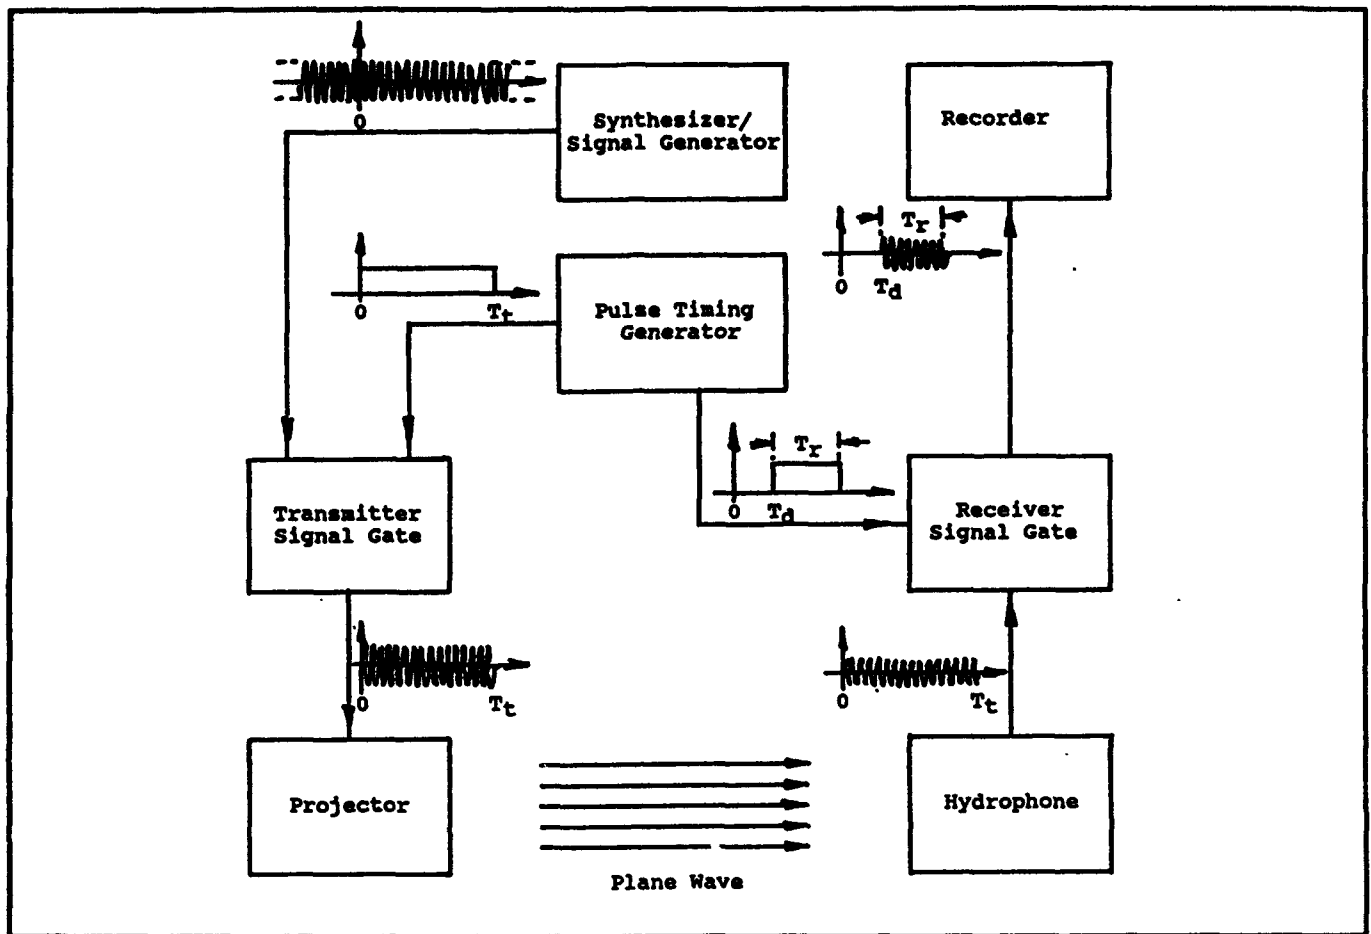 0
Synthesizer/
Signal Generator
Recorder
Tr
0
Td
0
Tt
Pulse Timing
Generator
Tr
0
Td
Transmitter
Signal Gate
Receiver
Signal Gate
0
Tt
0
Tt
Projector
Hydrophone
Plane Wave